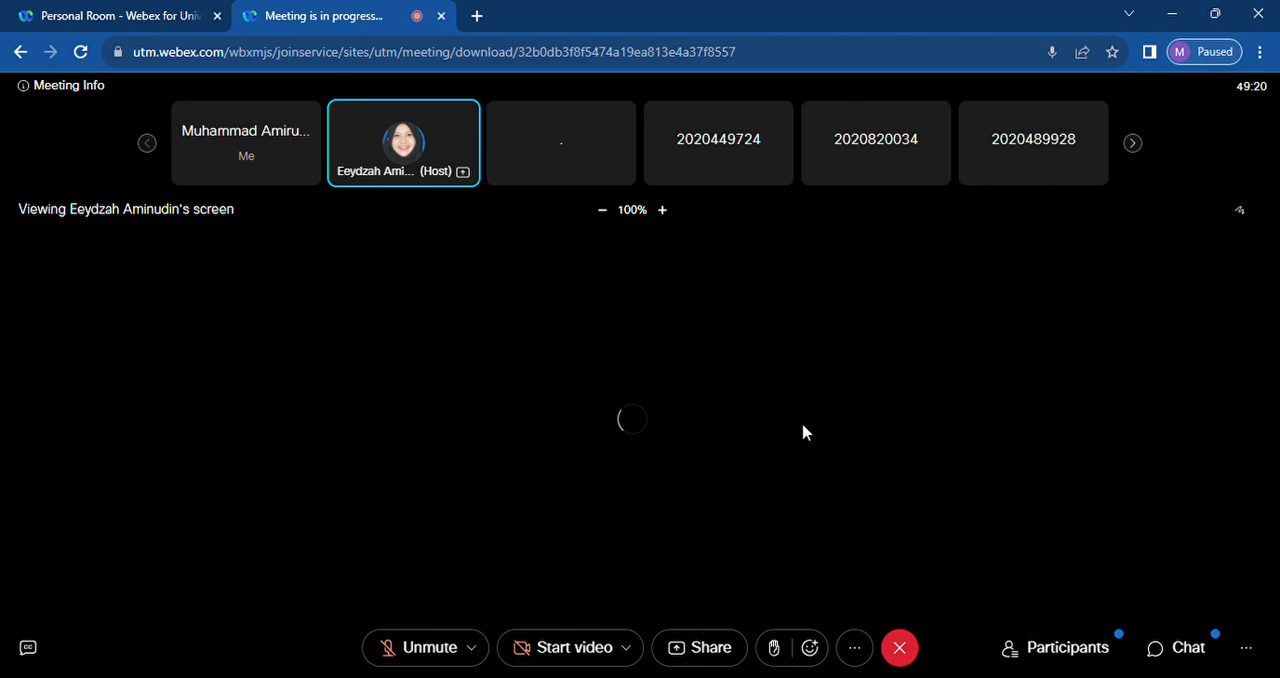 Personal Room - Webex for Univ
Meeting is in progress...
utm.webex.com/wbxmjs/joinservice/sites/utm/meeting/download/32b0db3f8f5474a19ea813e4a37f8557
M Paused
Meeting Info
49:20
Muhammad Amiru...
Me
Eeydzah Ami... (Host)
.
2020449724
2020820034
2020489928
Viewing Eeydzah Aminudin's screen
− 100% +
CC
Unmute
Start video
Share
...
Participants
Chat
...